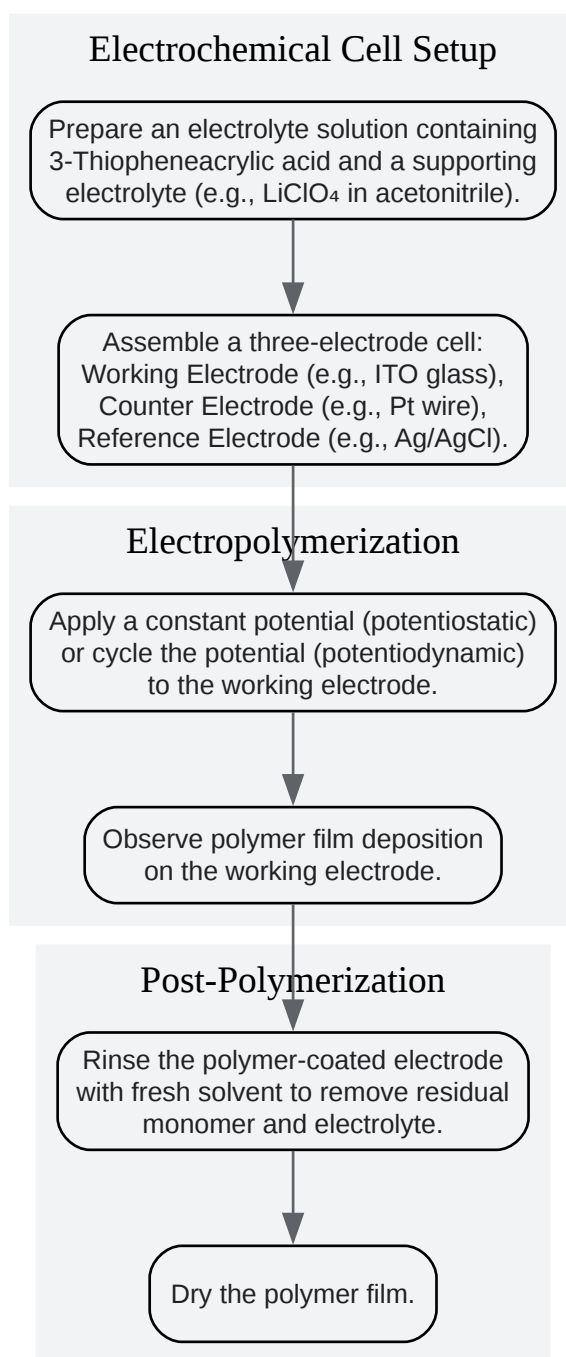 Electrochemical Cell Setup
Prepare an electrolyte solution containing
3-Thiopheneacrylic acid and a supporting
electrolyte (e.g., LiClO₄ in acetonitrile).
Assemble a three-electrode cell:
Working Electrode (e.g., ITO glass),
Counter Electrode (e.g., Pt wire),
Reference Electrode (e.g., Ag/AgCl).
Electropolymerization
Apply a constant potential (potentiostatic)
or cycle the potential (potentiodynamic)
to the working electrode.
Observe polymer film deposition
on the working electrode.
Post-Polymerization
Rinse the polymer-coated electrode
with fresh solvent to remove residual
monomer and electrolyte.
Dry the polymer film.